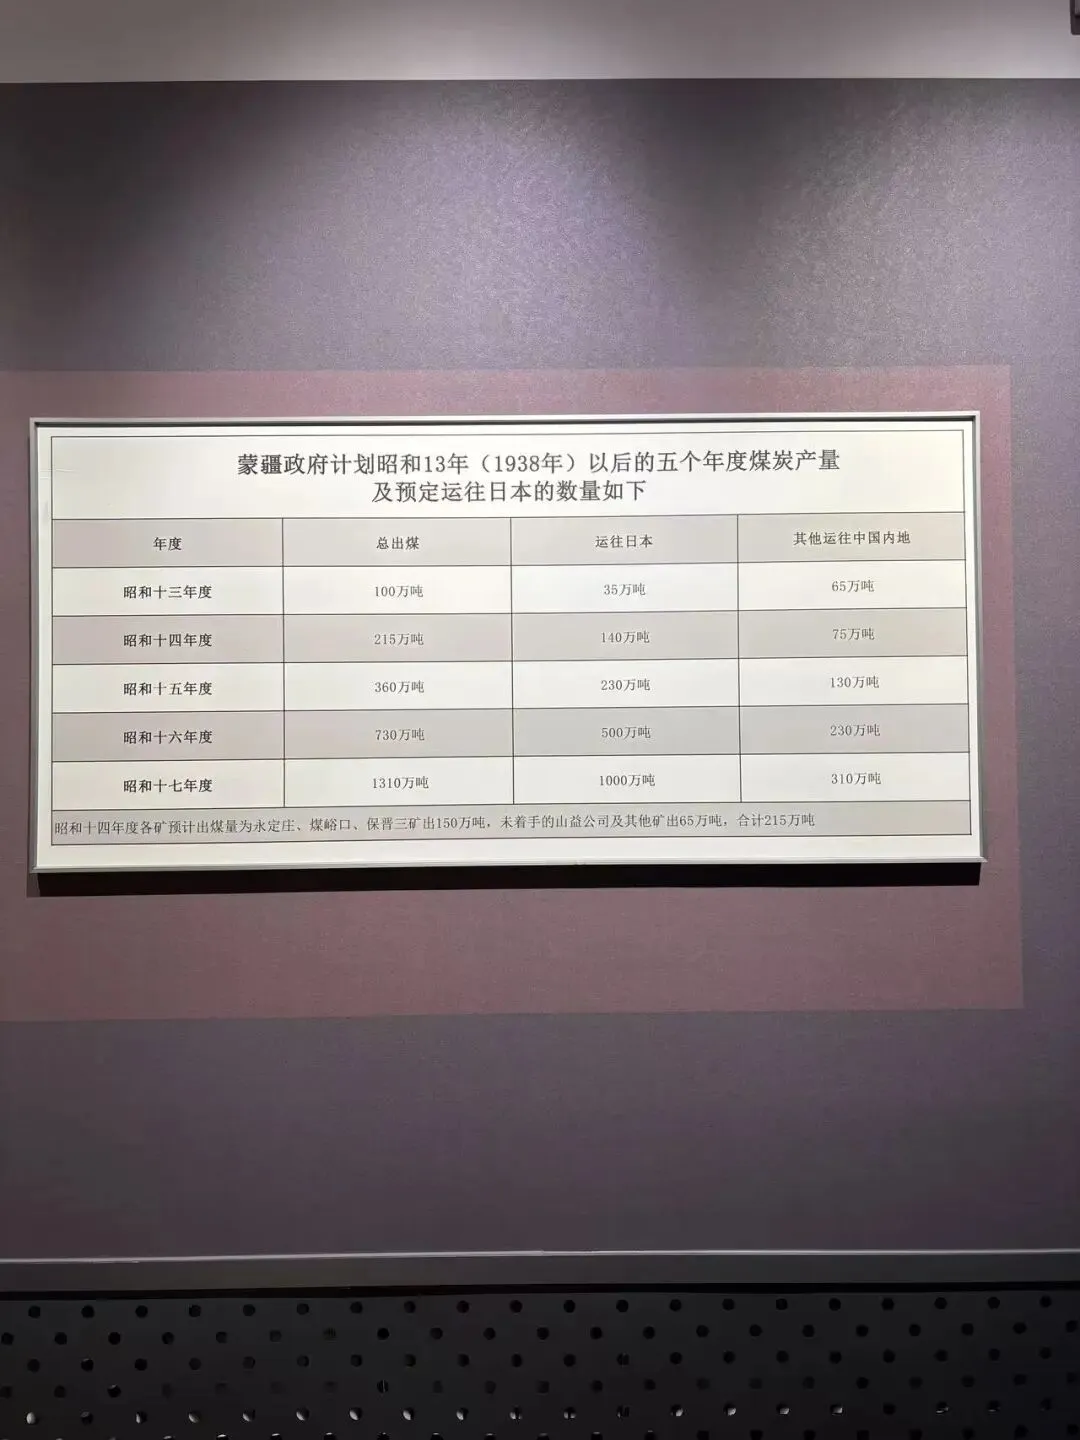 蒙疆政府计划昭和13年（1938年）以后的五个年度煤炭产量
及预定运往日本的数量如下
年度 总出煤 运往日本 其他运往中国内地
昭和十三年度 100万吨 35万吨 65万吨
昭和十四年度 215万吨 140万吨 75万吨
昭和十五年度 360万吨 230万吨 130万吨
昭和十六年度 730万吨 500万吨 230万吨
昭和十七年度 1310万吨 1000万吨 310万吨
昭和十四年度各矿预计出煤量为永定庄、煤峪口、保晋三矿出150万吨，未着手的山益公司及其他矿出65万吨，合计215万吨